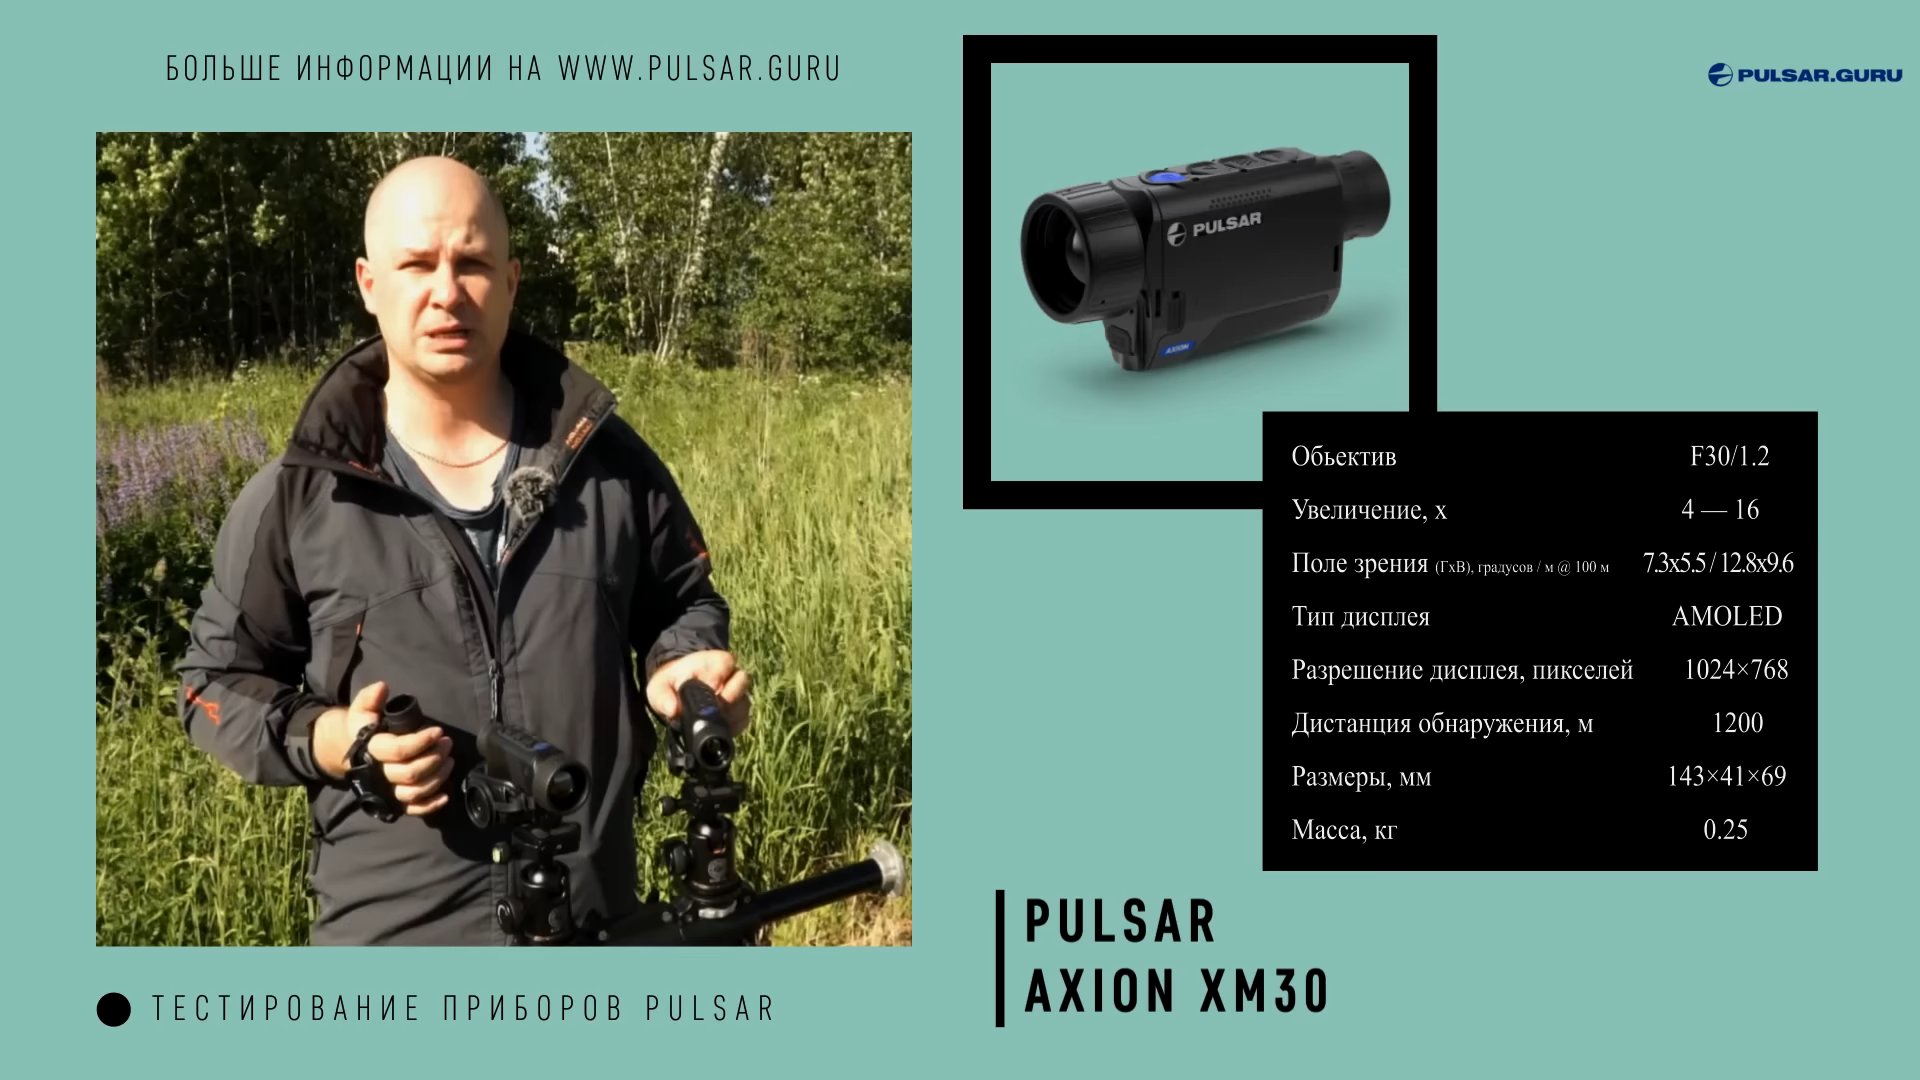 БОЛЬШЕ ИНФОРМАЦИИ НА WWW.PULSAR.GURU
PULSAR.GURU
PULSAR
AXION
Обьектив F30/1.2
Увеличение, х 4 — 16
Поле зрения (ГхВ), градусов / м @ 100 м 7.3x5.5 / 12.8x9.6
Тип дисплея AMOLED
Разрешение дисплея, пикселей 1024×768
Дистанция обнаружения, м 1200
Размеры, мм 143×41×69
Масса, кг 0.25
PULSAR
AXION XM30
ТЕСТИРОВАНИЕ ПРИБОРОВ PULSAR